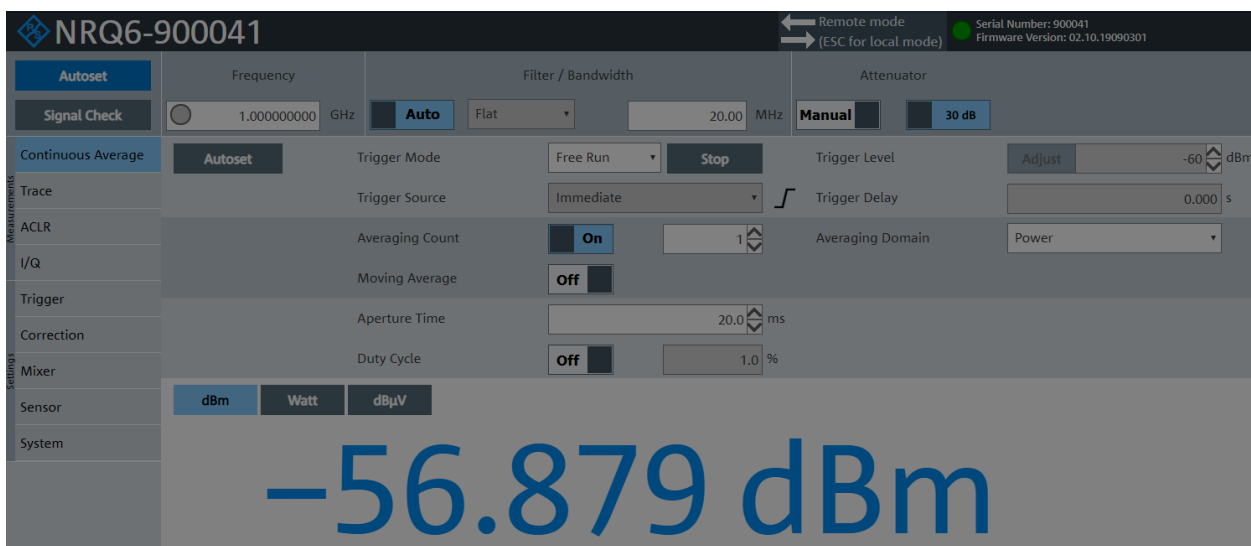 NRQ6-900041
Remote mode
(ESC for local mode)
Serial Number: 900041
Firmware Version: 02.10.19090301
Autoset
Signal Check
Frequency
1.000000000 GHz
Filter / Bandwidth
Auto Flat 20.00 MHz
Attenuator
Manual 30 dB
Measurements
Continuous Average
Trace
ACLR
I/Q
Settings
Trigger
Correction
Mixer
Sensor
System
Autoset
Trigger Mode Free Run Stop Trigger Level Adjust -60 dBm
Trigger Source Immediate Trigger Delay 0.000 s
Averaging Count On 1 Averaging Domain Power
Moving Average Off
Aperture Time 20.0 ms
Duty Cycle Off 1.0 %
dBm Watt dBµV
−56.879 dBm